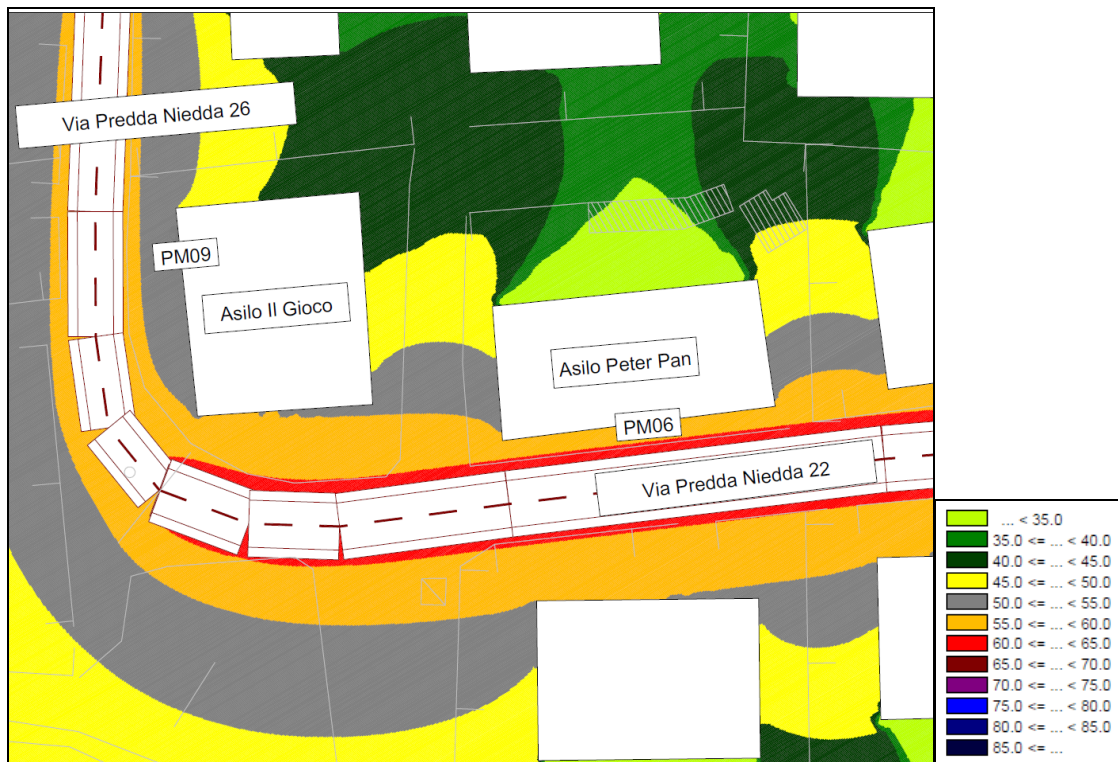 Via Predda Niedda 26
PM09
Asilo Il Gioco
Asilo Peter Pan
PM06
Via Predda Niedda 22
... < 35.0
35.0 <= ... < 40.0
40.0 <= ... < 45.0
45.0 <= ... < 50.0
50.0 <= ... < 55.0
55.0 <= ... < 60.0
60.0 <= ... < 65.0
65.0 <= ... < 70.0
70.0 <= ... < 75.0
75.0 <= ... < 80.0
80.0 <= ... < 85.0
85.0 <= ...